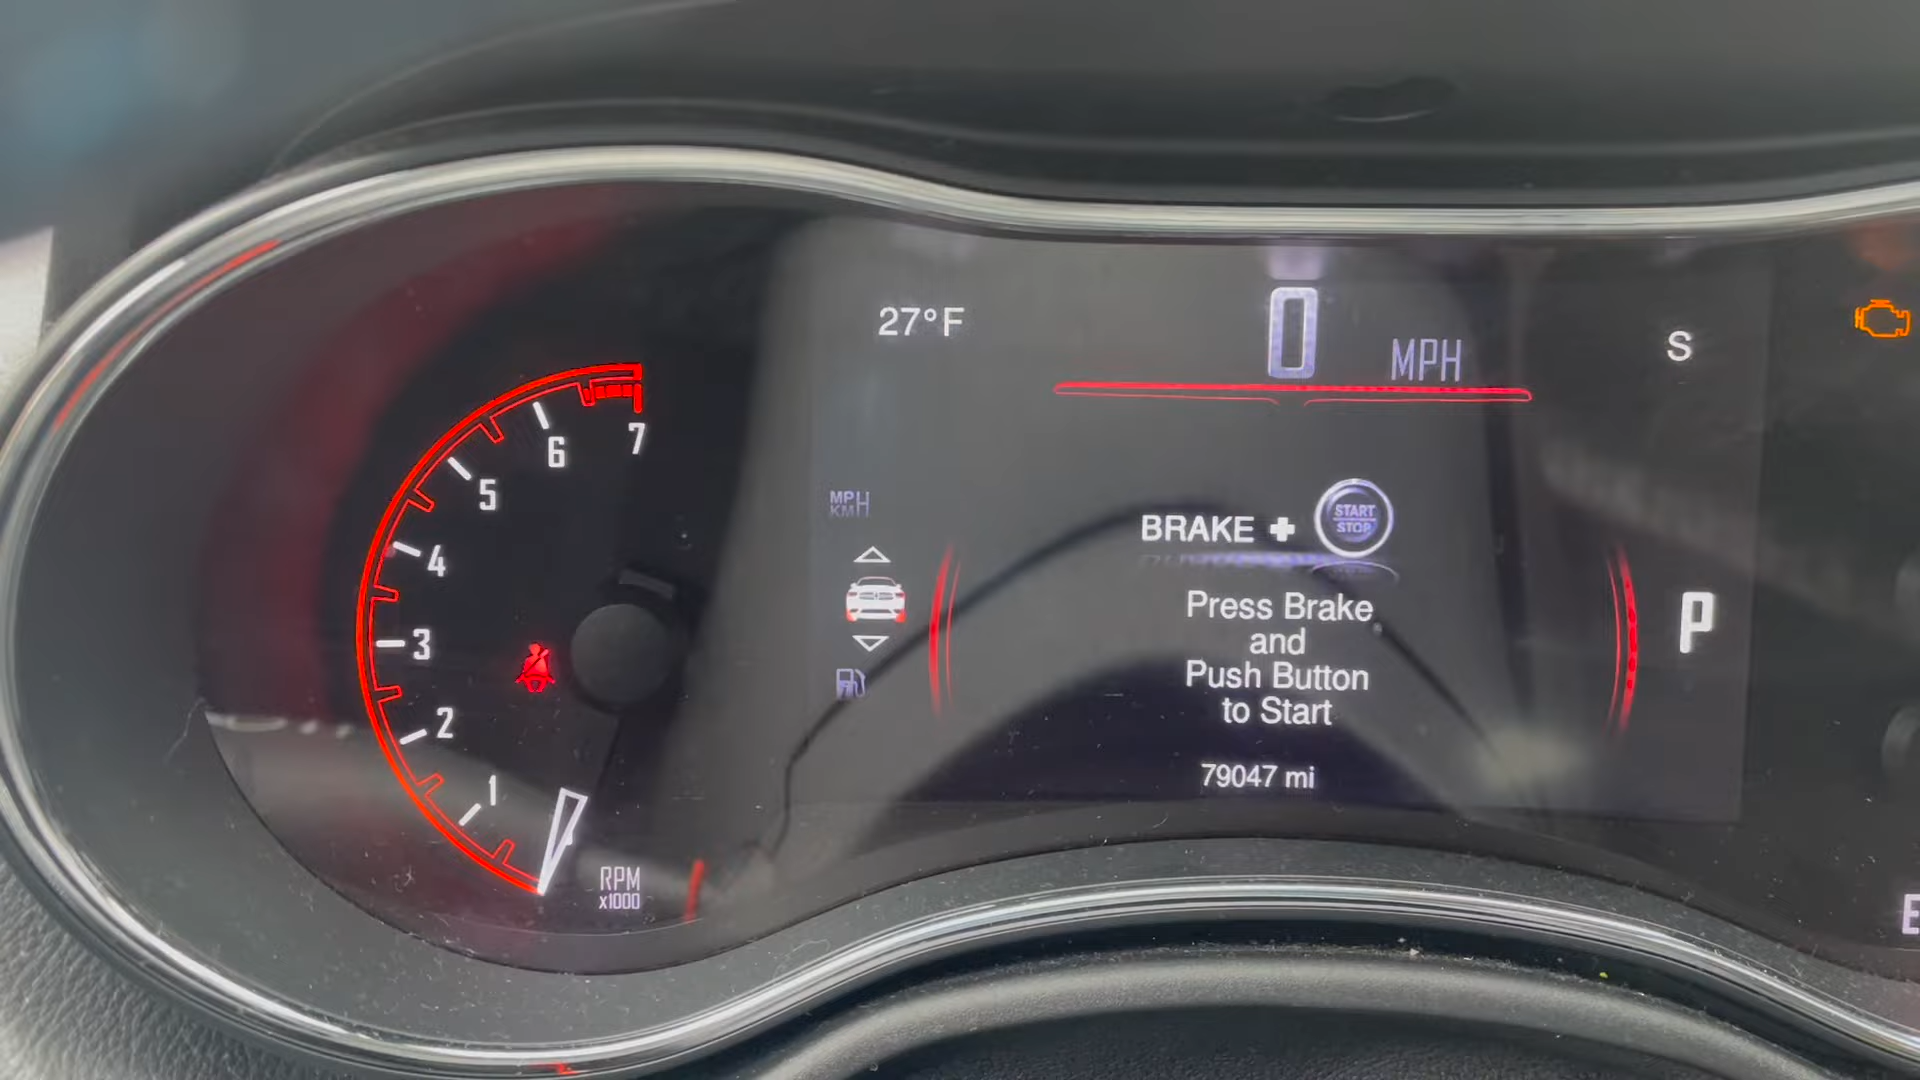 27°F
0
MPH
S
7
6
5
4
3
2
1
RPM
x1000
MPH
KMH
BRAKE +
START
STOP
Press Brake
and
Push Button
to Start
P
79047 mi
E